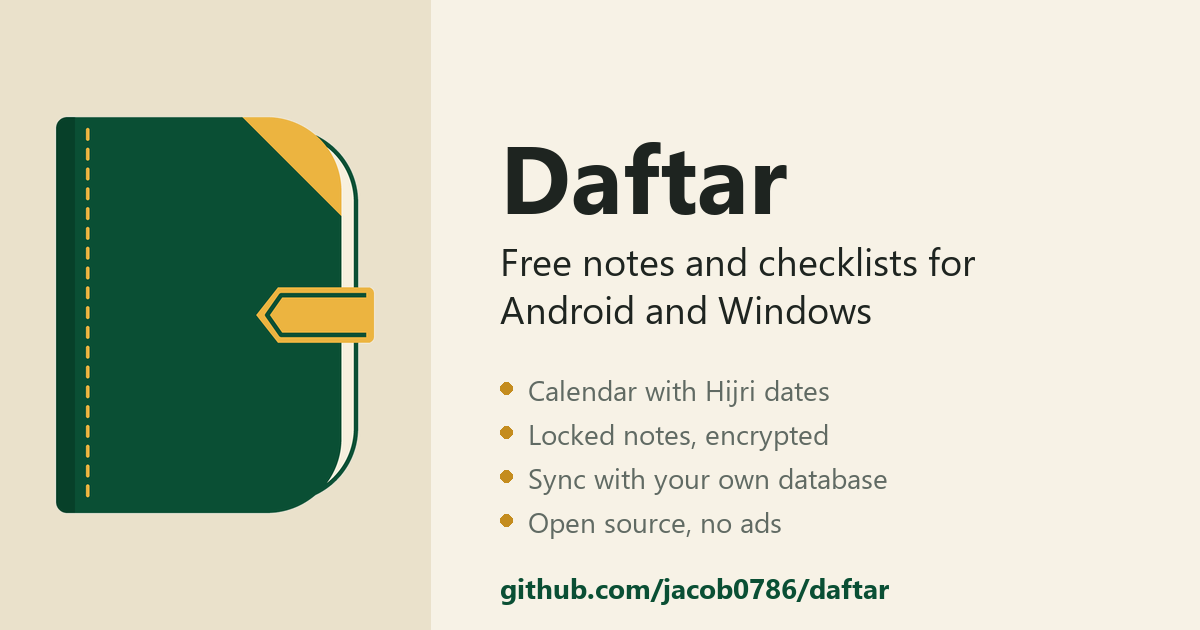 Daftar
Free notes and checklists for
Android and Windows
Calendar with Hijri dates
Locked notes, encrypted
Sync with your own database
Open source, no ads
github.com/jacob0786/daftar